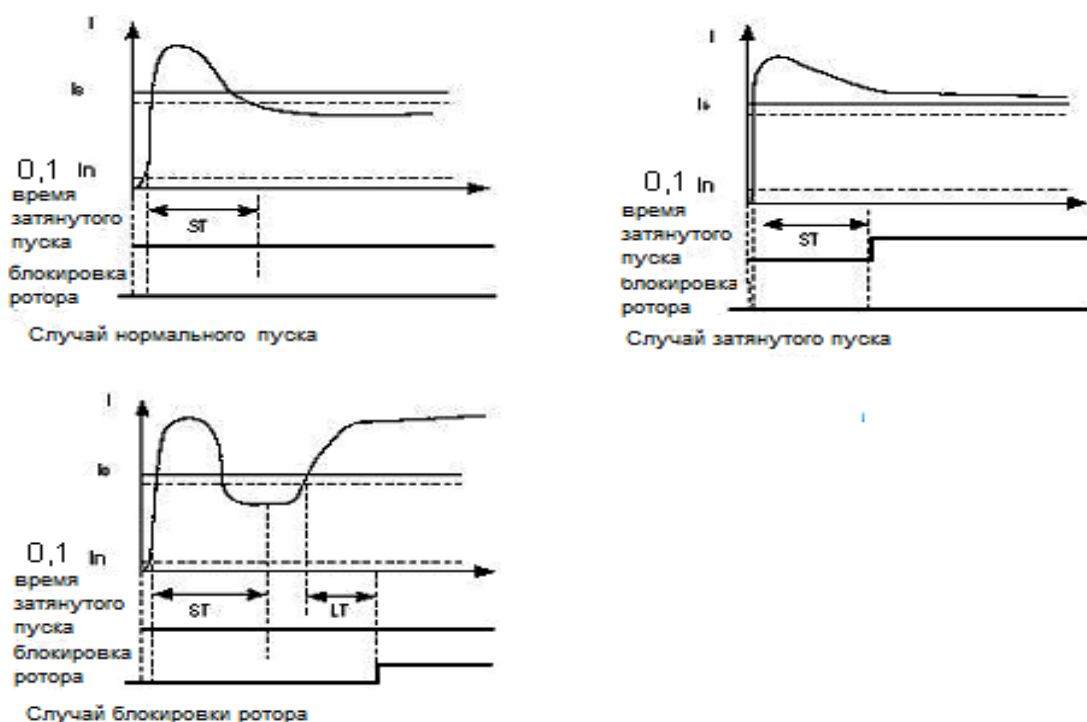 I
Is
0,1 In
время
затянутого
пуска
ST
блокировка
ротора
Случай нормального пуска
I
Is
0,1 In
время
затянутого
пуска
ST
блокировка
ротора
Случай затянутого пуска
I
Is
0,1 In
время
затянутого
пуска
ST
LT
блокировка
ротора
Случай блокировки ротора